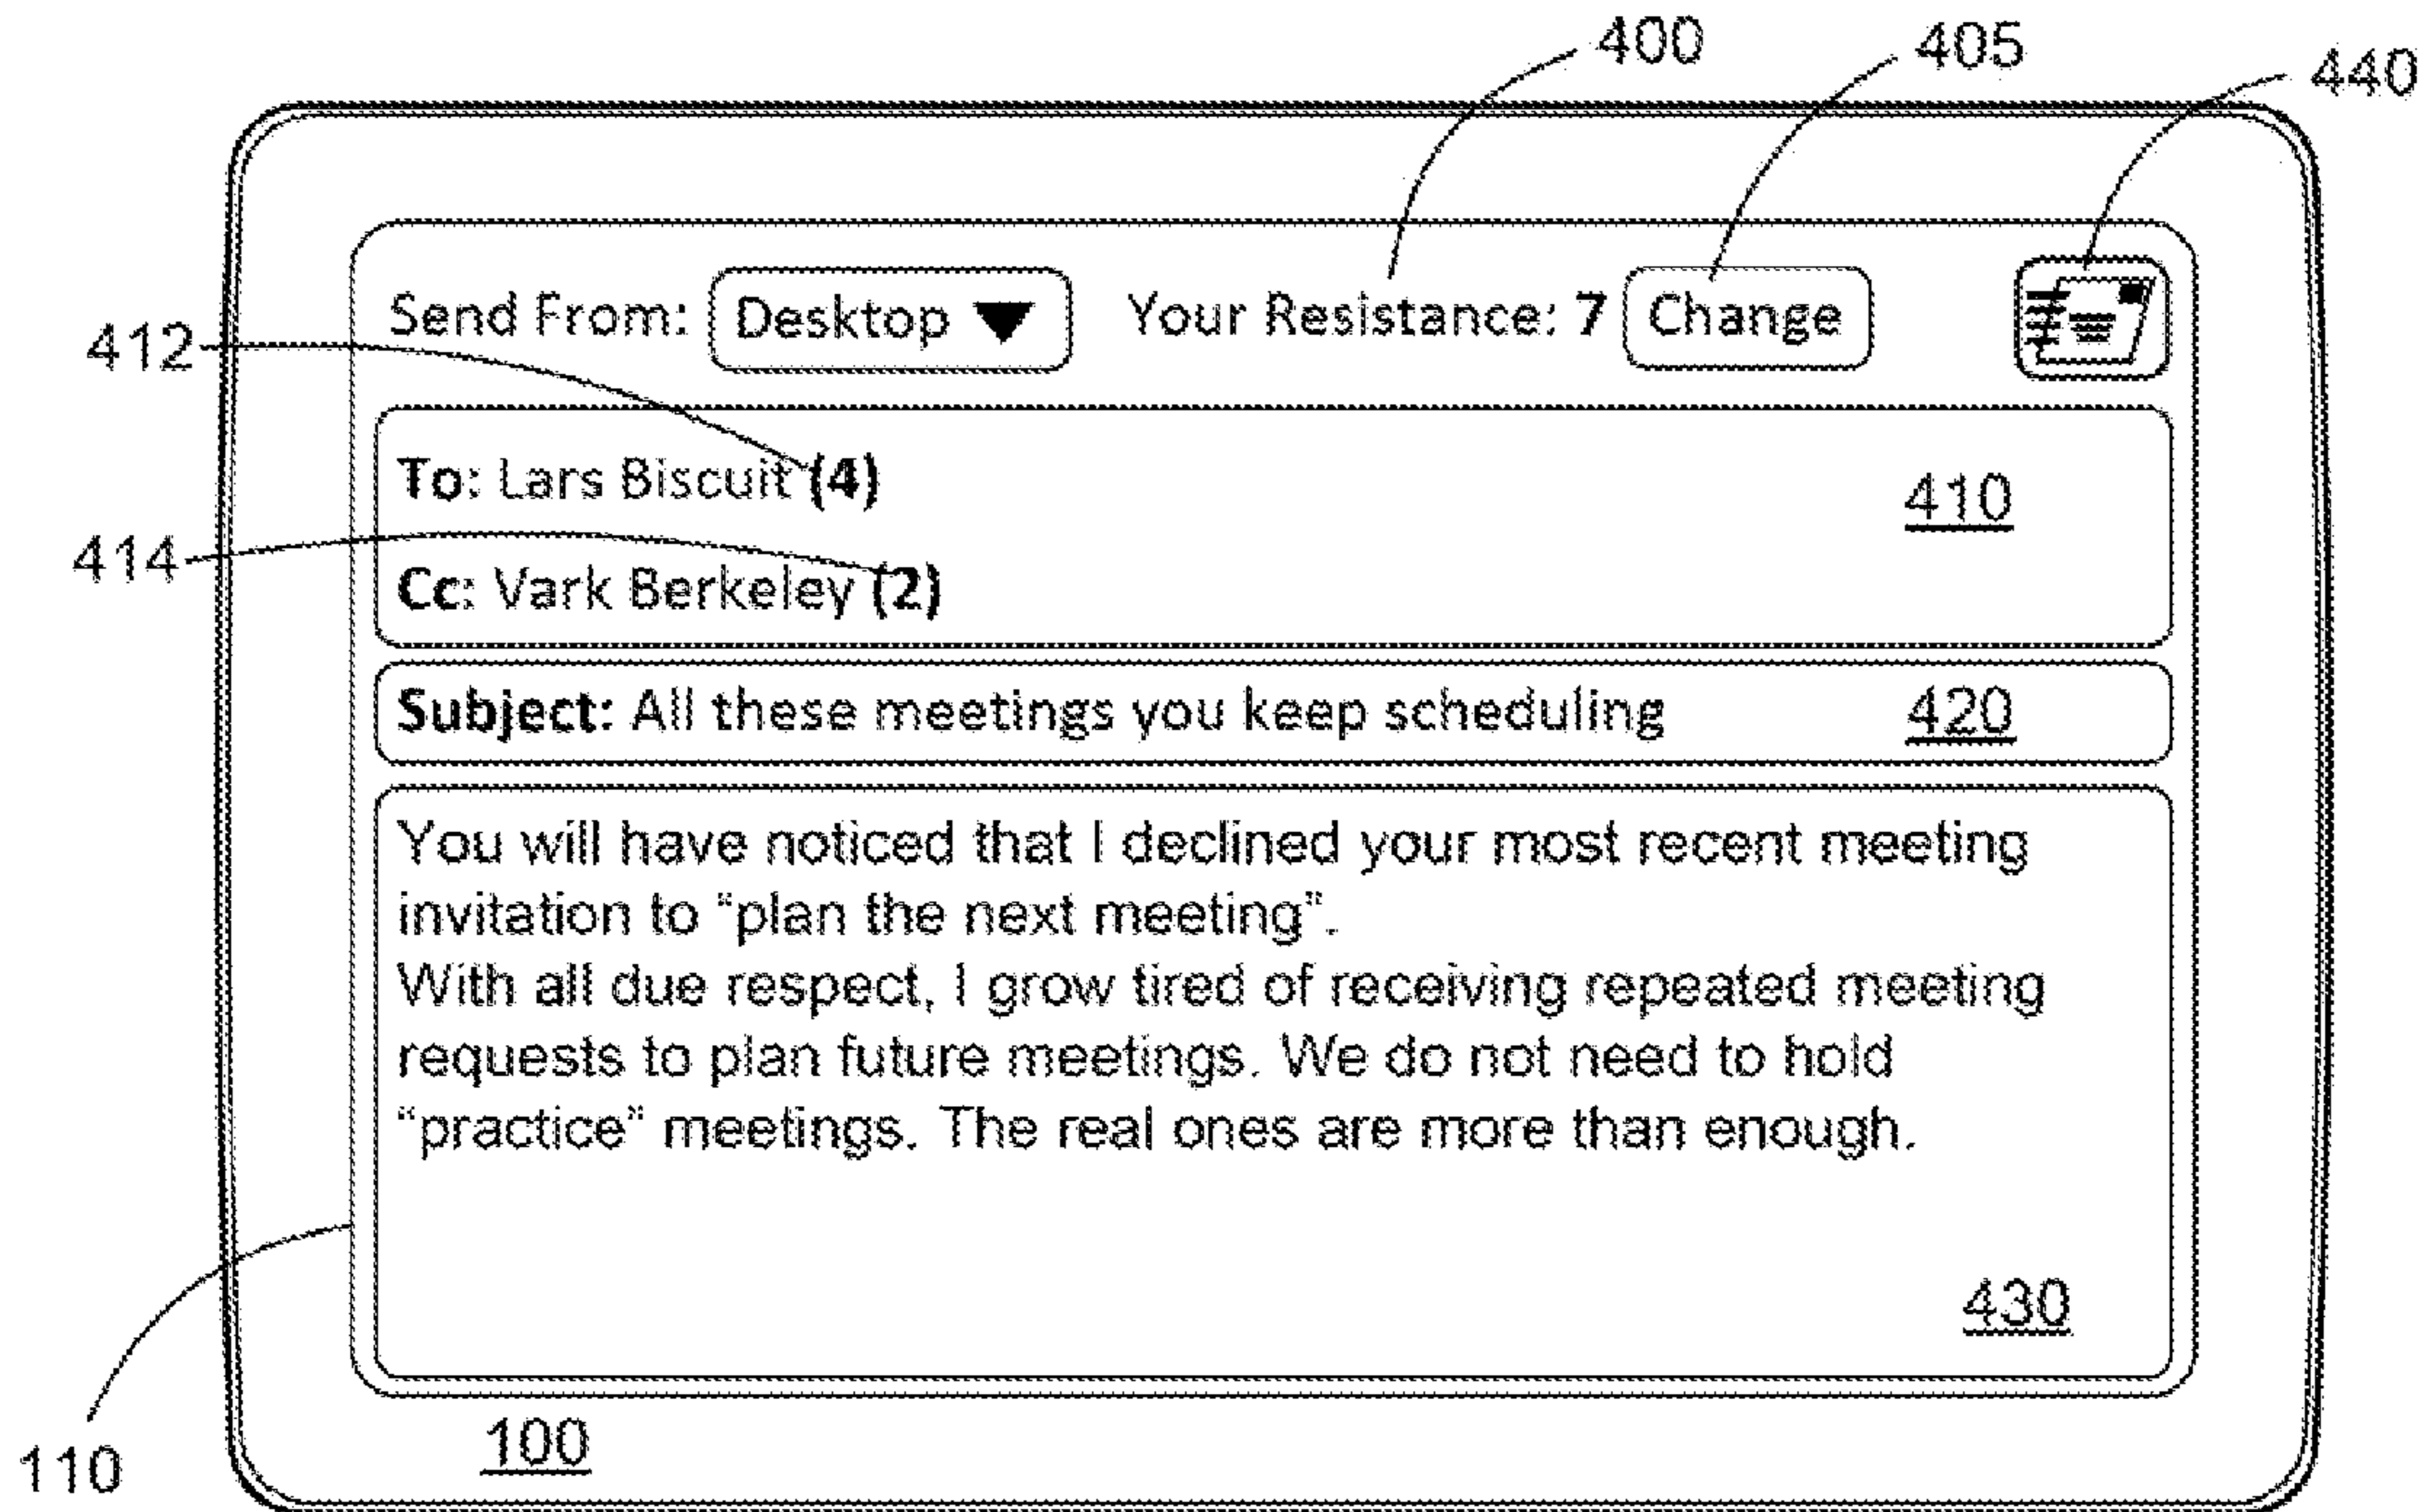 400
405
440
Send From: Desktop ▼ Your Resistance: 7 Change
412
To: Lars Biscuit (4)
410
414
Cc: Vark Berkeley (2)
Subject: All these meetings you keep scheduling
420
You will have noticed that I declined your most recent meeting
invitation to “plan the next meeting”.
With all due respect, I grow tired of receiving repeated meeting
requests to plan future meetings. We do not need to hold
“practice” meetings. The real ones are more than enough.
430
100
110